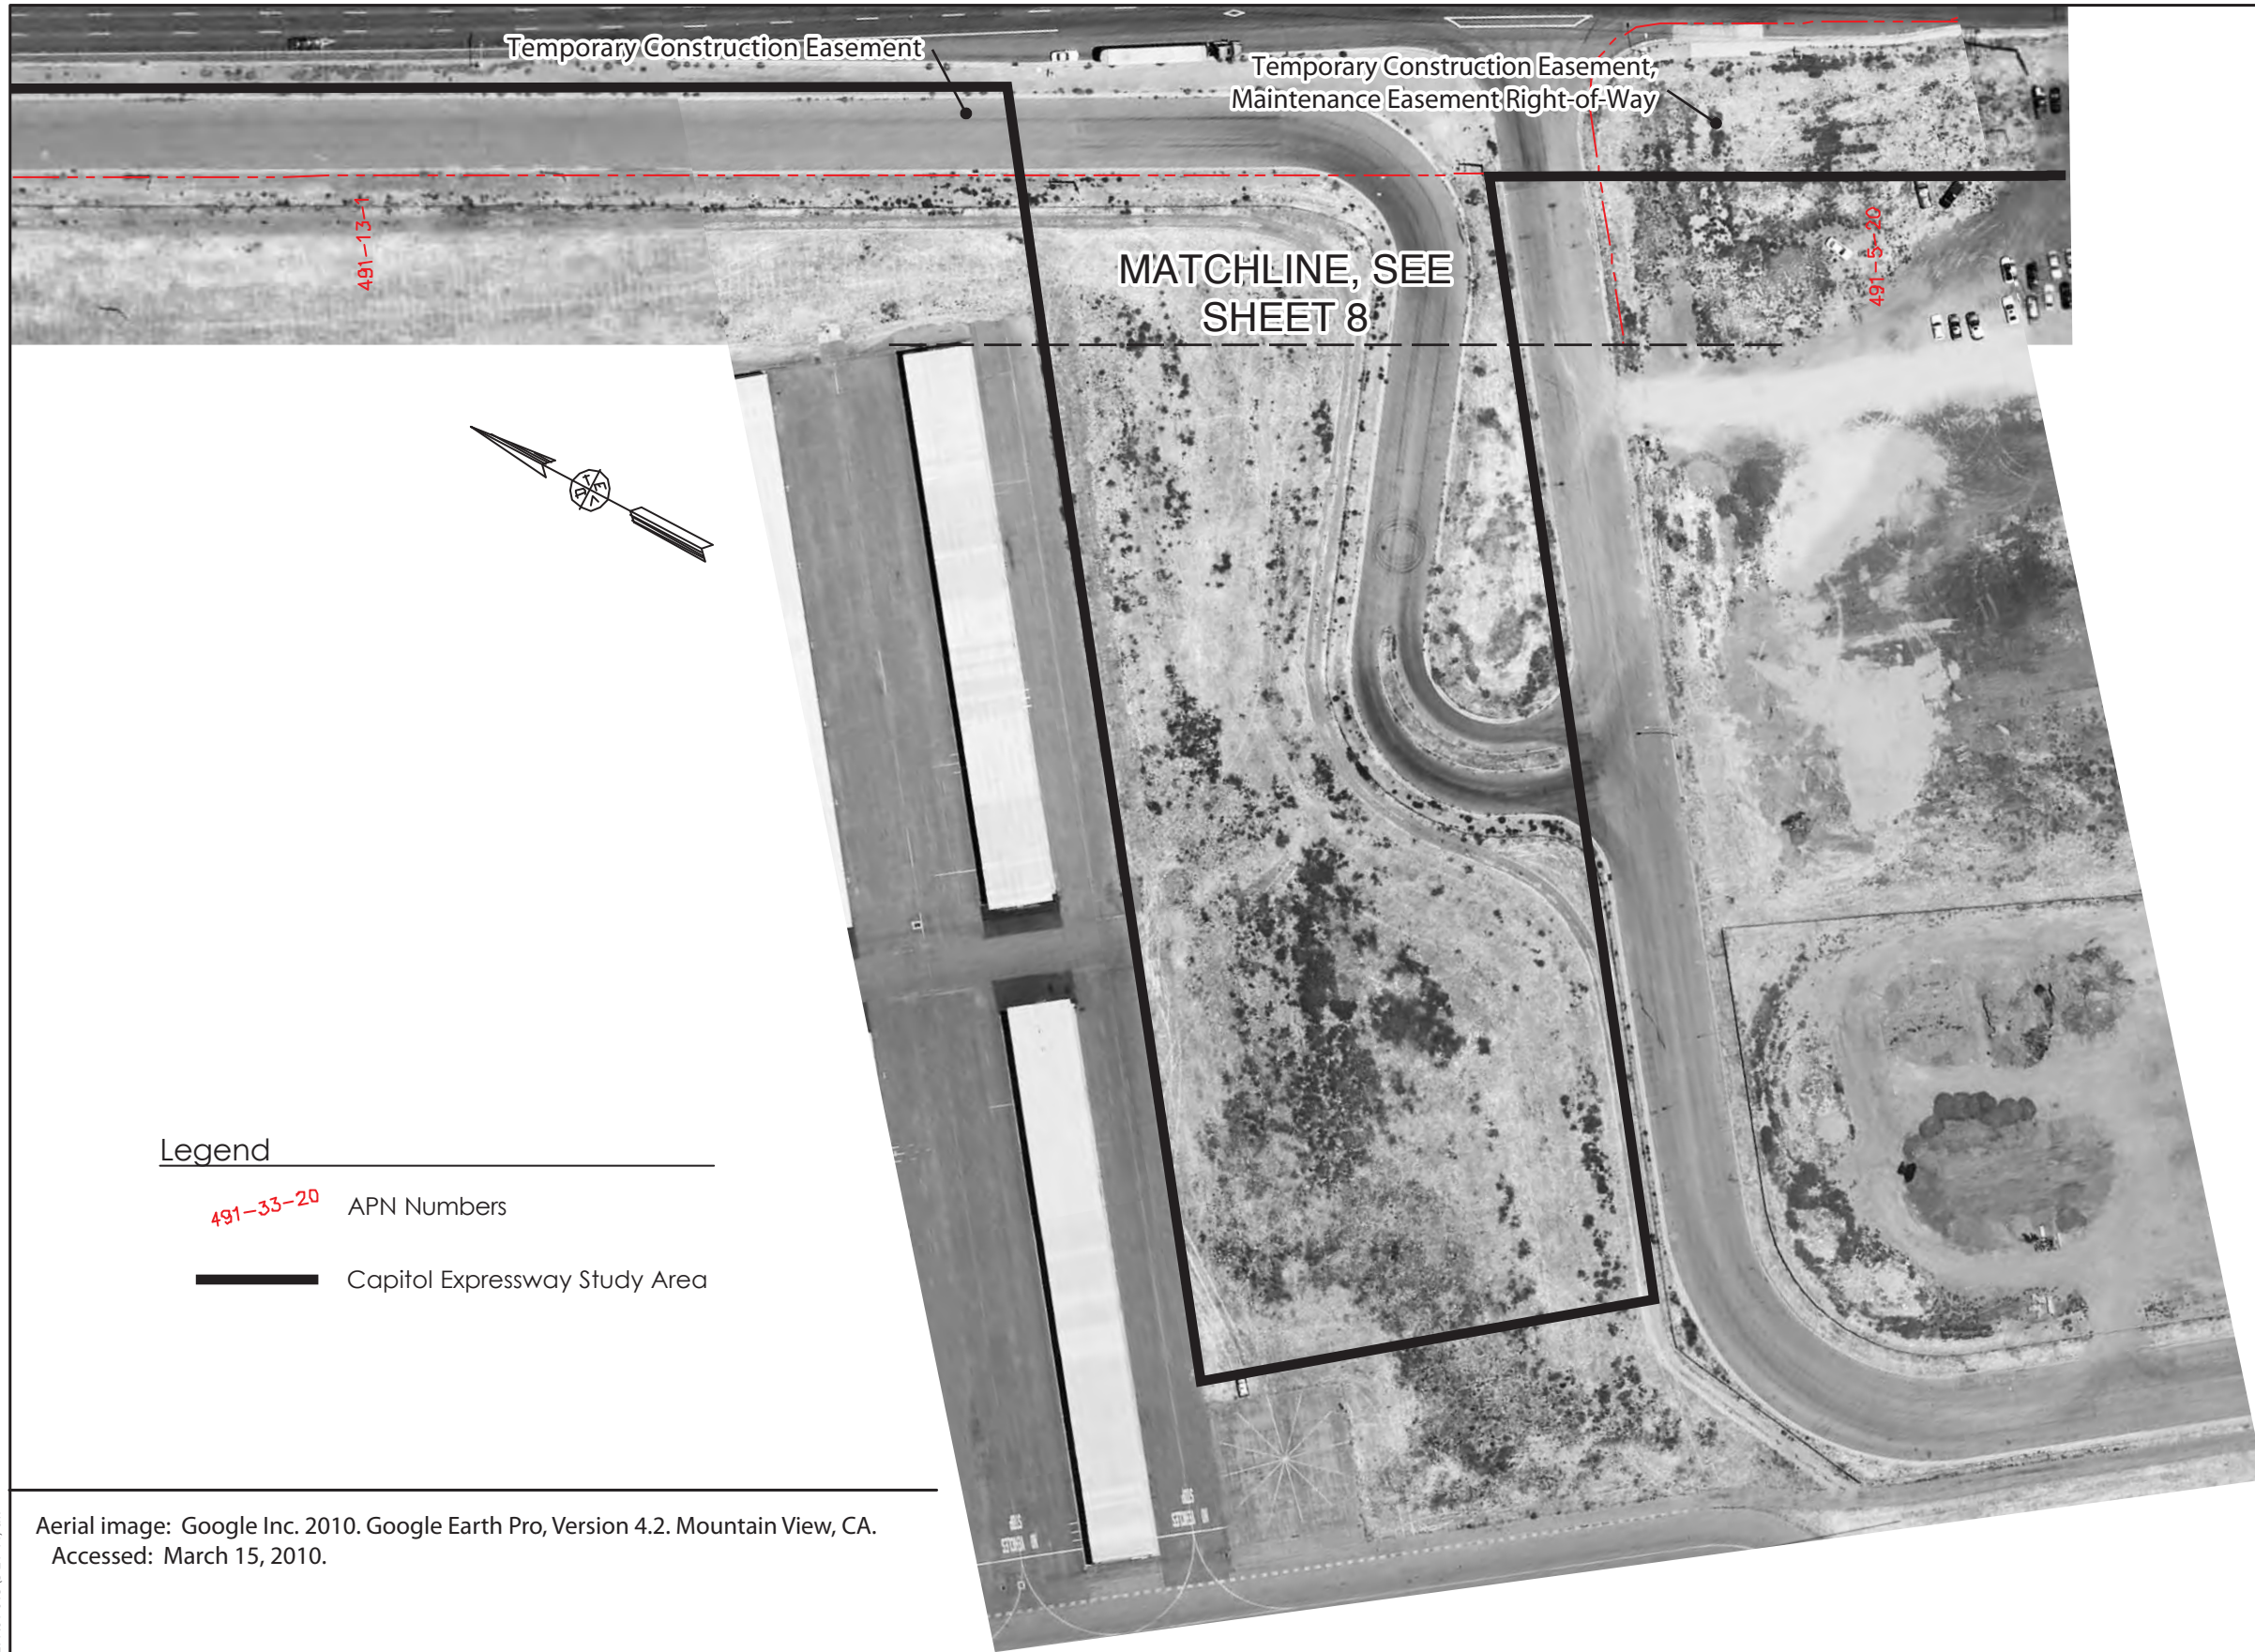 Temporary Construction Easement
Temporary Construction Easement,
Maintenance Easement Right-of-Way
491-13-1
491-5-20
MATCHLINE, SEE
SHEET 8
Legend
491-33-20 APN Numbers
Capitol Expressway Study Area
Aerial image: Google Inc. 2010. Google Earth Pro, Version 4.2. Mountain View, CA.
Accessed: March 15, 2010.